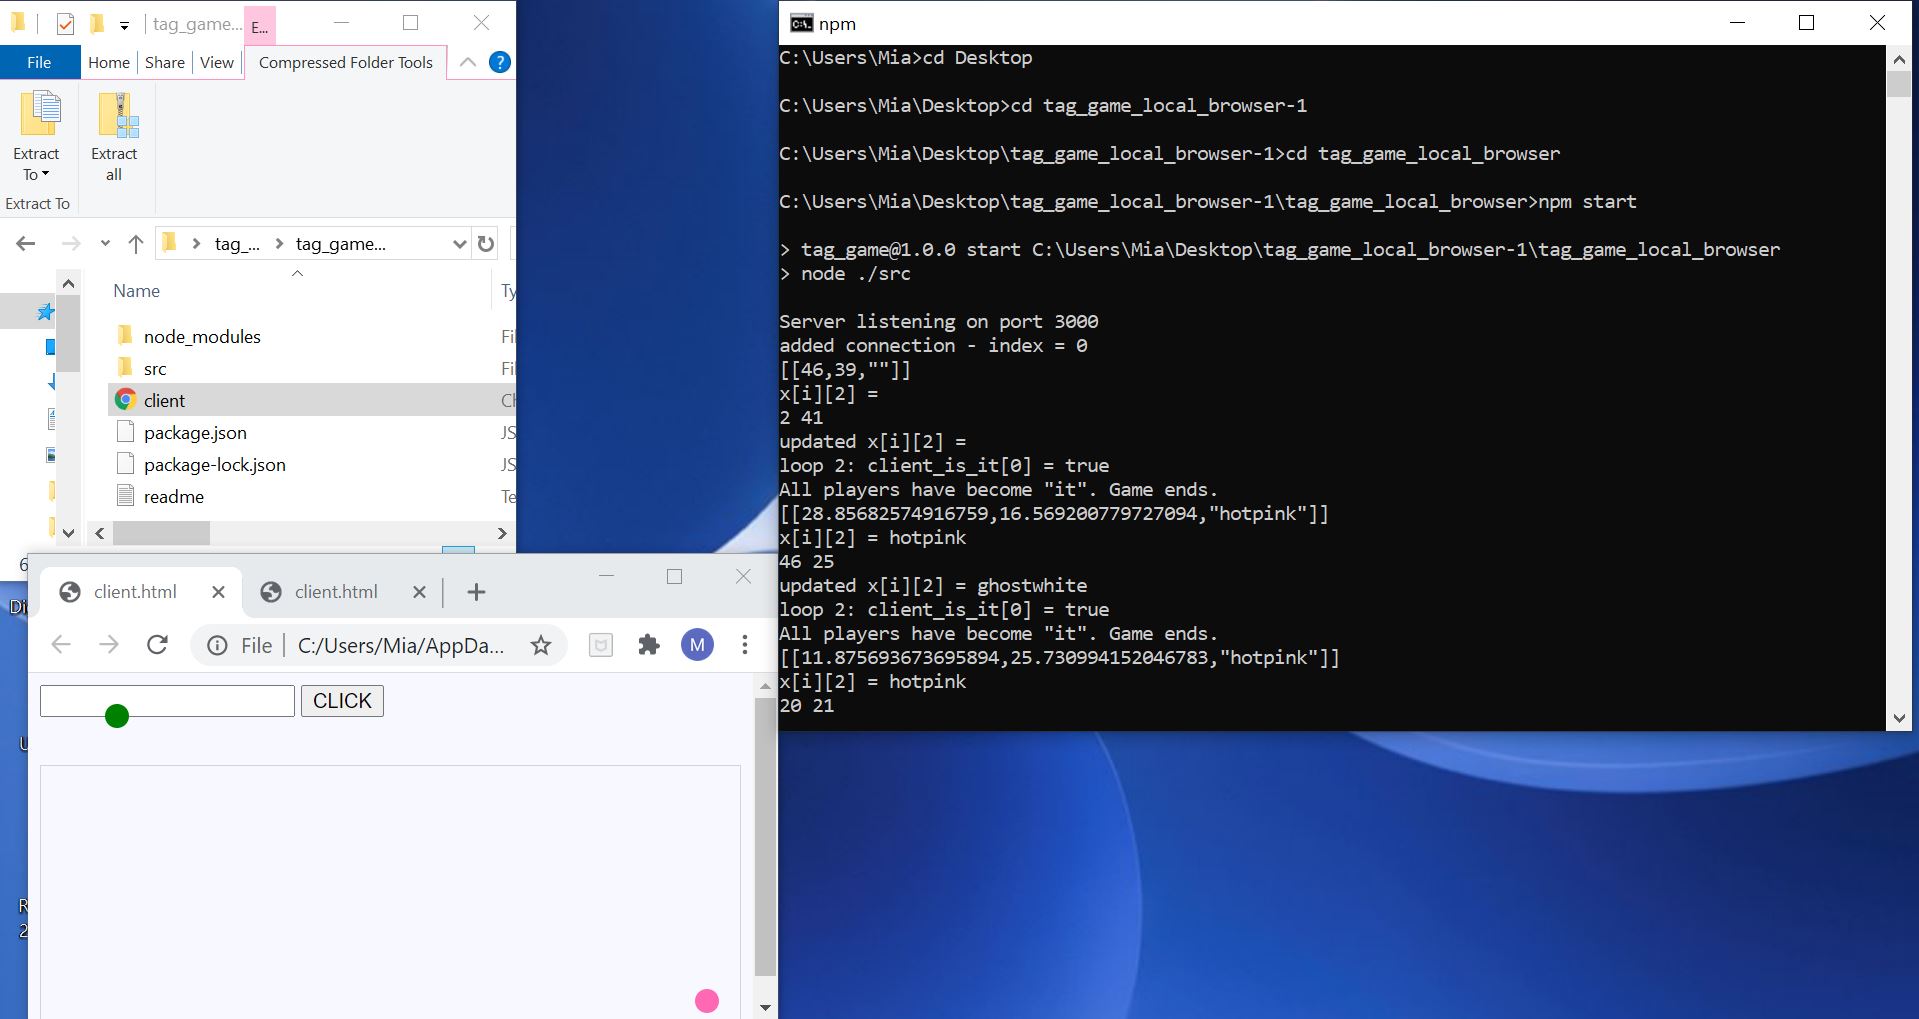 tag_game... E...
File Home Share View Compressed Folder Tools
Extract To Extract all
Extract To
tag_... tag_game...
Name Ty
node_modules Fil
src Fil
client Ch
package.json JS
package-lock.json JS
readme Te
6
Di
U
R
2
client.html client.html
File C:/Users/Mia/AppDa... M
CLICK
npm
C:\Users\Mia>cd Desktop
C:\Users\Mia\Desktop>cd tag_game_local_browser-1
C:\Users\Mia\Desktop\tag_game_local_browser-1>cd tag_game_local_browser
C:\Users\Mia\Desktop\tag_game_local_browser-1\tag_game_local_browser>npm start
> tag_game@1.0.0 start C:\Users\Mia\Desktop\tag_game_local_browser-1\tag_game_local_browser
> node ./src
Server listening on port 3000
added connection - index = 0
[[46,39,""]]
x[i][2] =
2 41
updated x[i][2] =
loop 2: client_is_it[0] = true
All players have become "it". Game ends.
[[28.85682574916759,16.569200779727094,"hotpink"]]
x[i][2] = hotpink
46 25
updated x[i][2] = ghostwhite
loop 2: client_is_it[0] = true
All players have become "it". Game ends.
[[11.875693673695894,25.730994152046783,"hotpink"]]
x[i][2] = hotpink
20 21